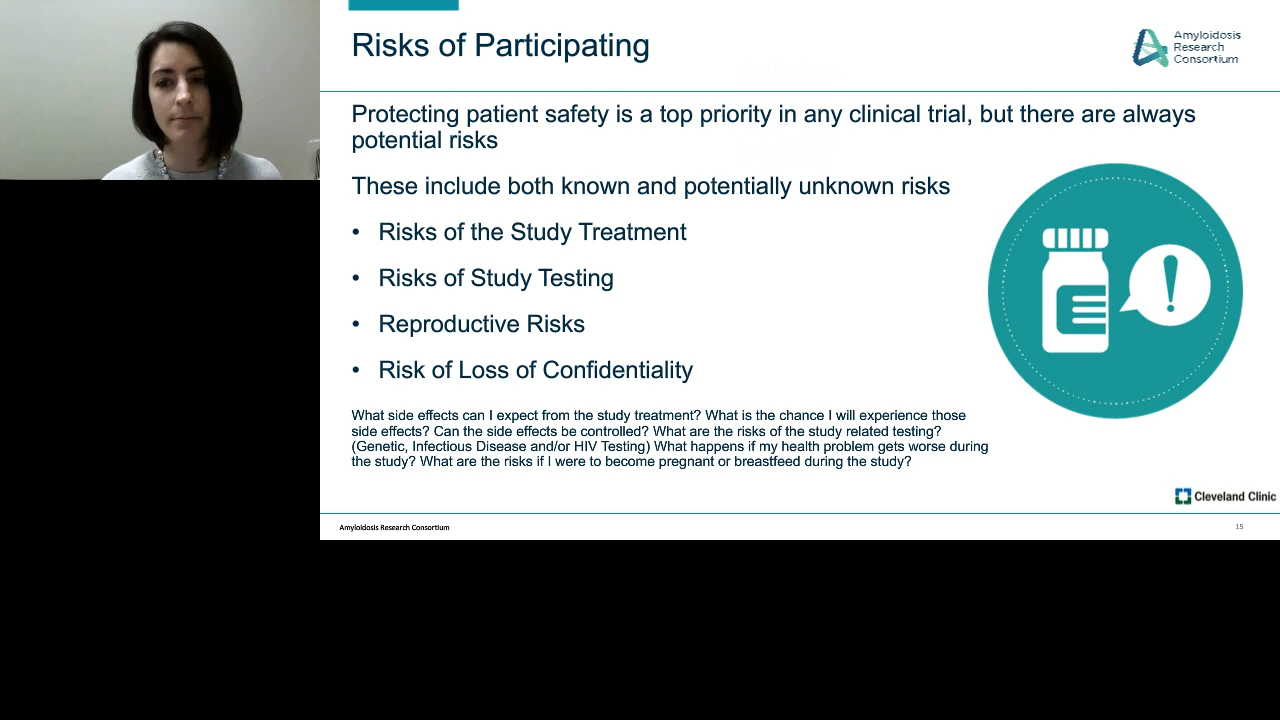 Risks of Participating
Amyloidosis
Research
Consortium
Protecting patient safety is a top priority in any clinical trial, but there are always
potential risks
These include both known and potentially unknown risks
• Risks of the Study Treatment
• Risks of Study Testing
• Reproductive Risks
• Risk of Loss of Confidentiality
What side effects can I expect from the study treatment? What is the chance I will experience those
side effects? Can the side effects be controlled? What are the risks of the study related testing?
(Genetic, Infectious Disease and/or HIV Testing) What happens if my health problem gets worse during
the study? What are the risks if I were to become pregnant or breastfeed during the study?
Cleveland Clinic
Amyloidosis Research Consortium
15